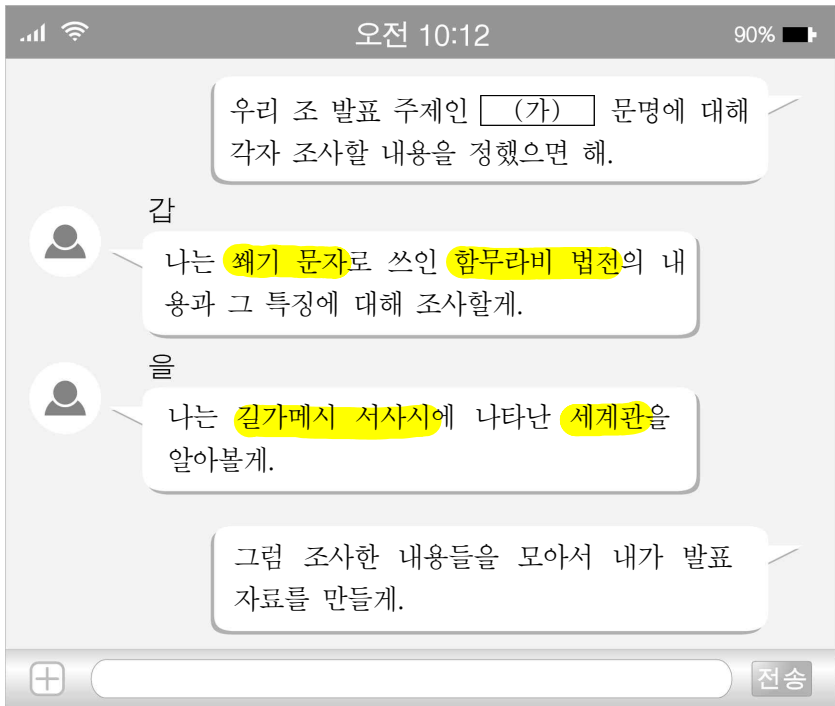 오전 10:12
90%
우리 조 발표 주제인 (가) 문명에 대해
각자 조사할 내용을 정했으면 해.
갑
나는 쐐기 문자로 쓰인 함무라비 법전의 내
용과 그 특징에 대해 조사할게.
을
나는 길가메시 서사시에 나타난 세계관을
알아볼게.
그럼 조사한 내용들을 모아서 내가 발표
자료를 만들게.
전송